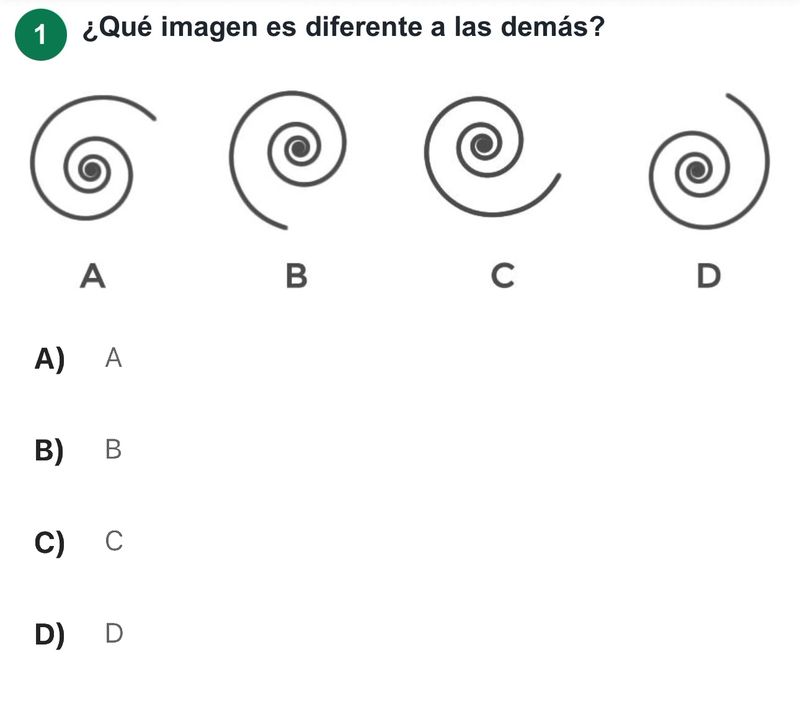 1 ¿Qué imagen es diferente a las demás?
A B C D
A) A
B) B
C) C
D) D